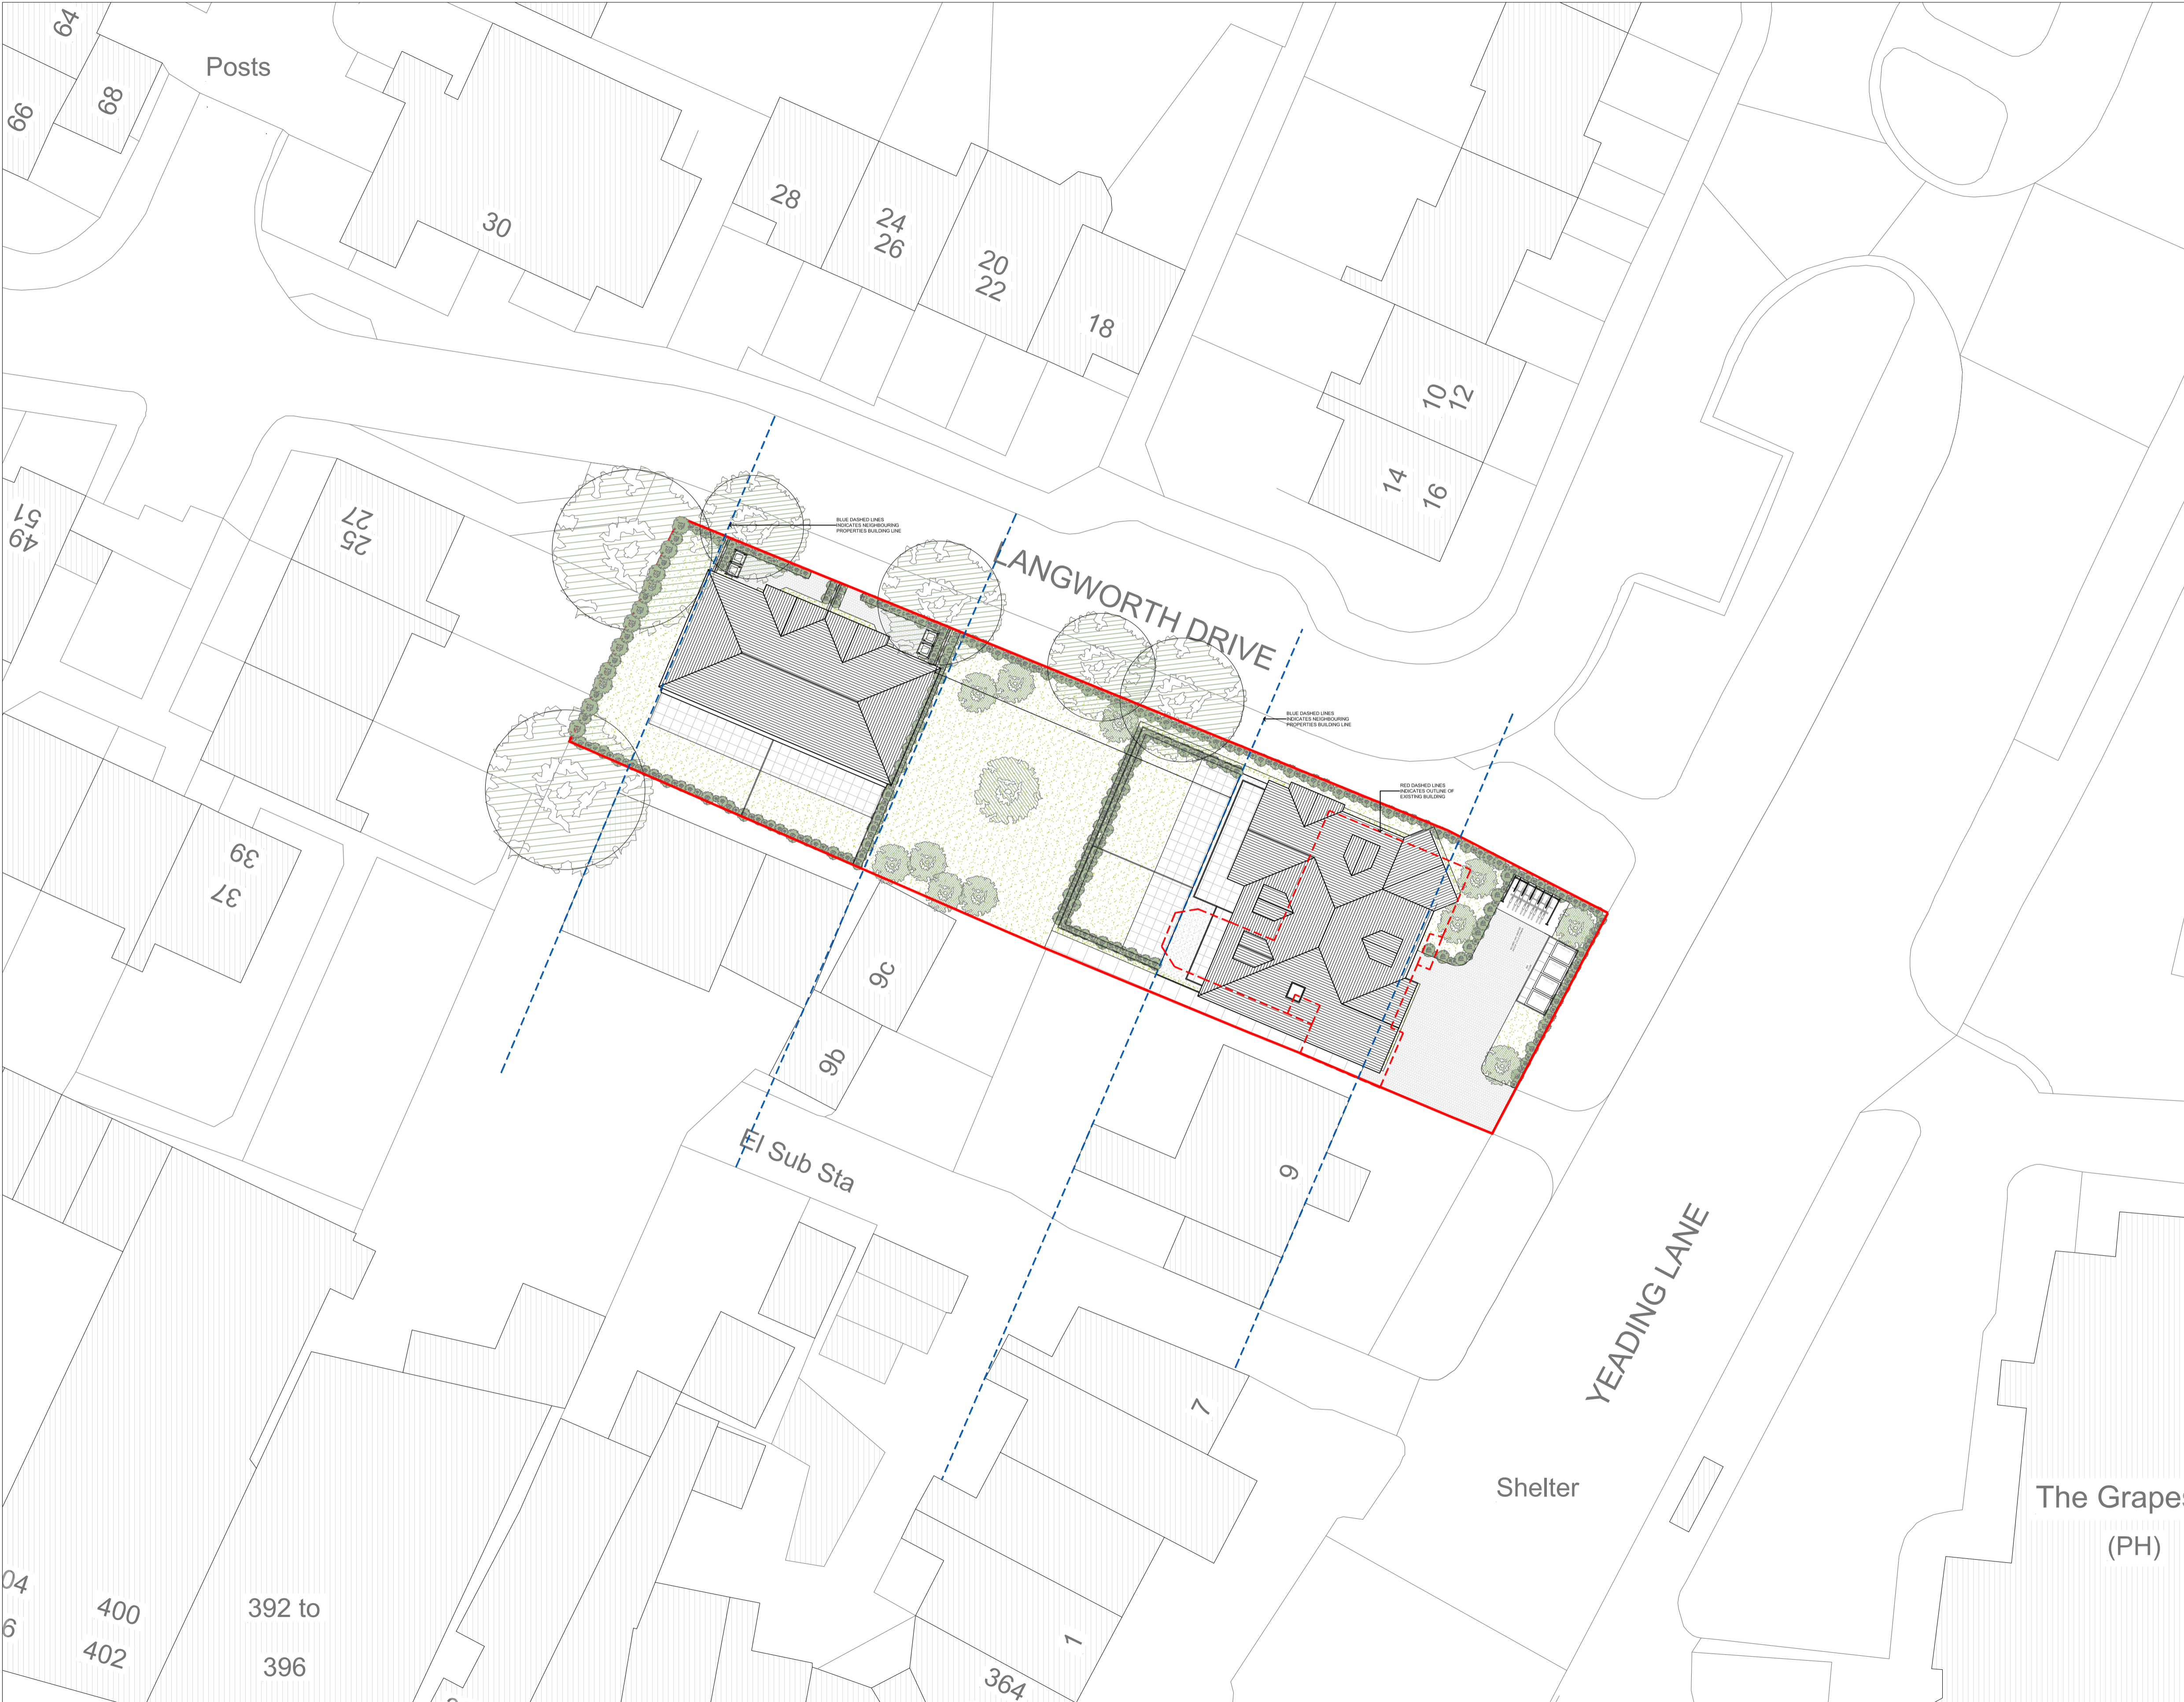 64
Posts
68
66
30
28
24
26
20
22
18
10
12
14
16
51
49
27
25
BLUE DASHED LINES
INDICATES NEIGHBOURING
PROPERTIES BUILDING LINE
LANGWORTH DRIVE
BLUE DASHED LINES
INDICATES NEIGHBOURING
PROPERTIES BUILDING LINE
RED DASHED LINES
INDICATES OUTLINE OF
EXISTING BUILDING
39
37
9c
9b
El Sub Sta
9
YEADING LANE
7
Shelter
The Grapes
(PH)
04
6
400
402
392 to
396
1
364